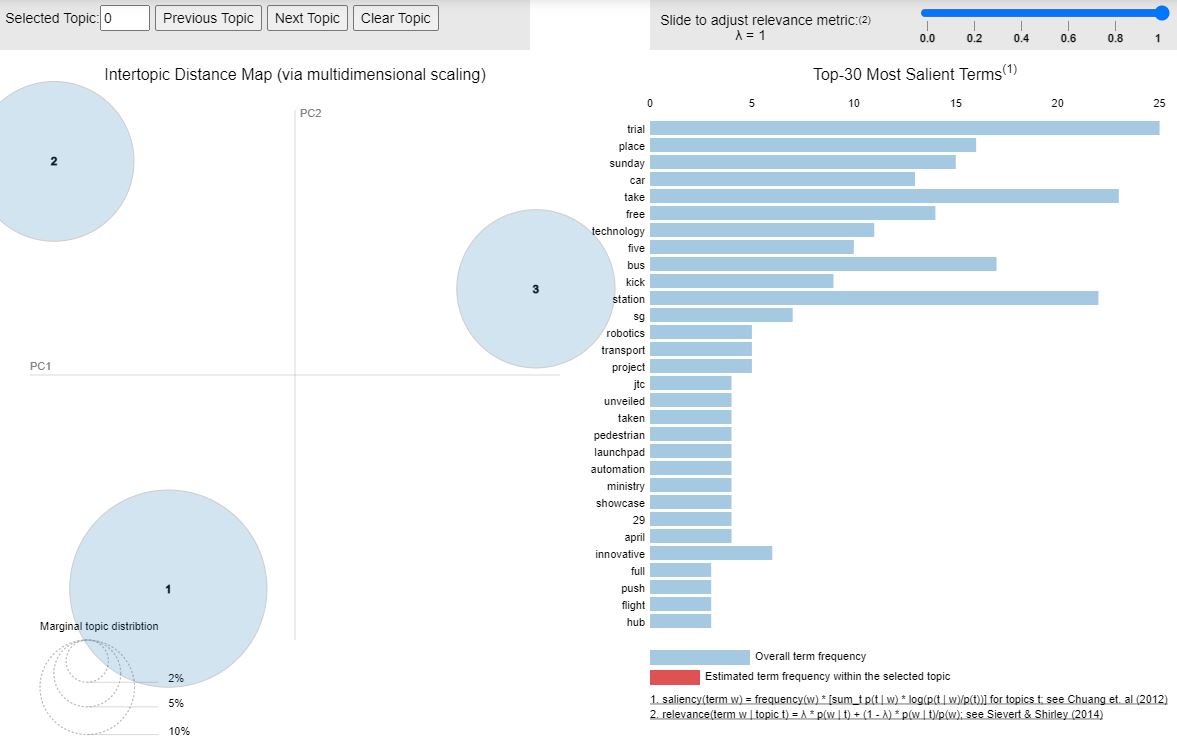 Selected Topic: 0 Previous Topic Next Topic Clear Topic
Slide to adjust relevance metric:(2)
λ = 1
0.0 0.2 0.4 0.6 0.8 1
Intertopic Distance Map (via multidimensional scaling)
PC2
PC1
2
3
1
Marginal topic distribtion
2%
5%
10%
Top-30 Most Salient Terms(1)
0 5 10 15 20 25
trial
place
sunday
car
take
free
technology
five
bus
kick
station
sg
robotics
transport
project
jtc
unveiled
taken
pedestrian
launchpad
automation
ministry
showcase
29
april
innovative
full
push
flight
hub
Overall term frequency
Estimated term frequency within the selected topic
1. saliency(term w) = frequency(w) * [sum_t p(t | w) * log(p(t | w)/p(t))] for topics t; see Chuang et. al (2012)
2. relevance(term w | topic t) = λ * p(w | t) + (1 - λ) * p(w | t)/p(w); see Sievert & Shirley (2014)